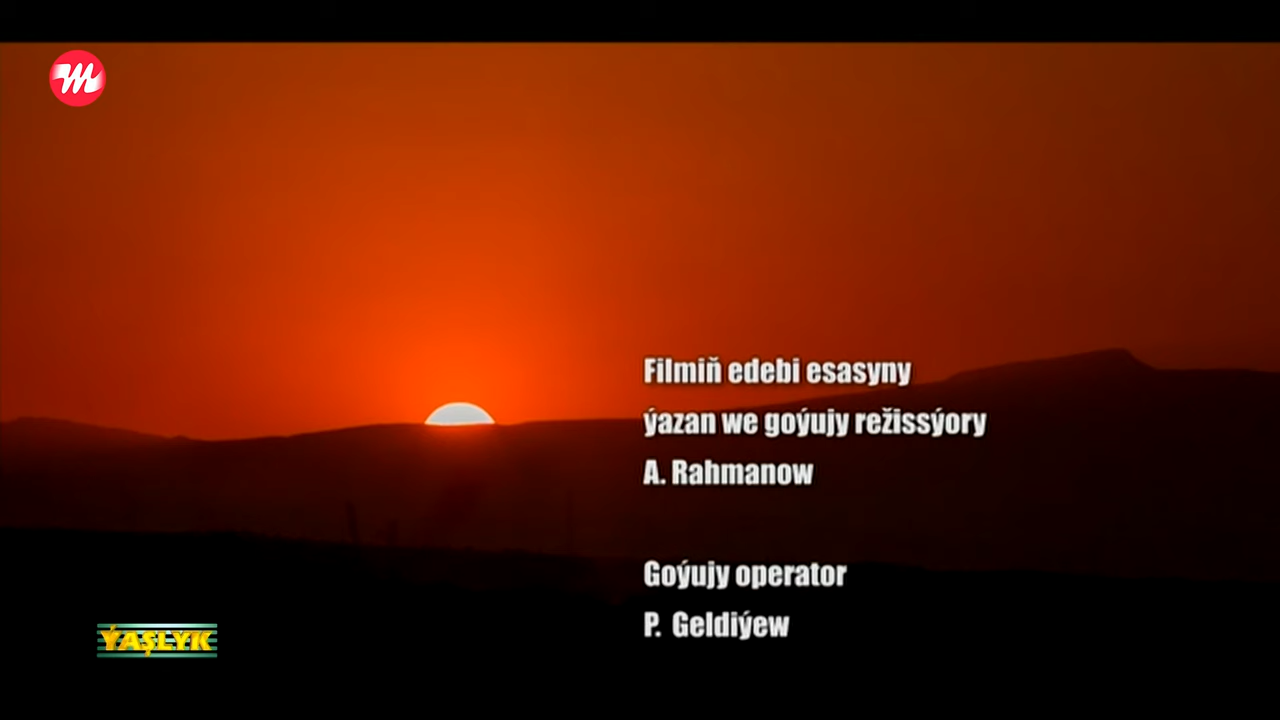 Filmiň edebi esasyny
ýazan we goýujy režissýory
A. Rahmanow
Goýujy operator
P. Geldiýew
ÝAŞLYK